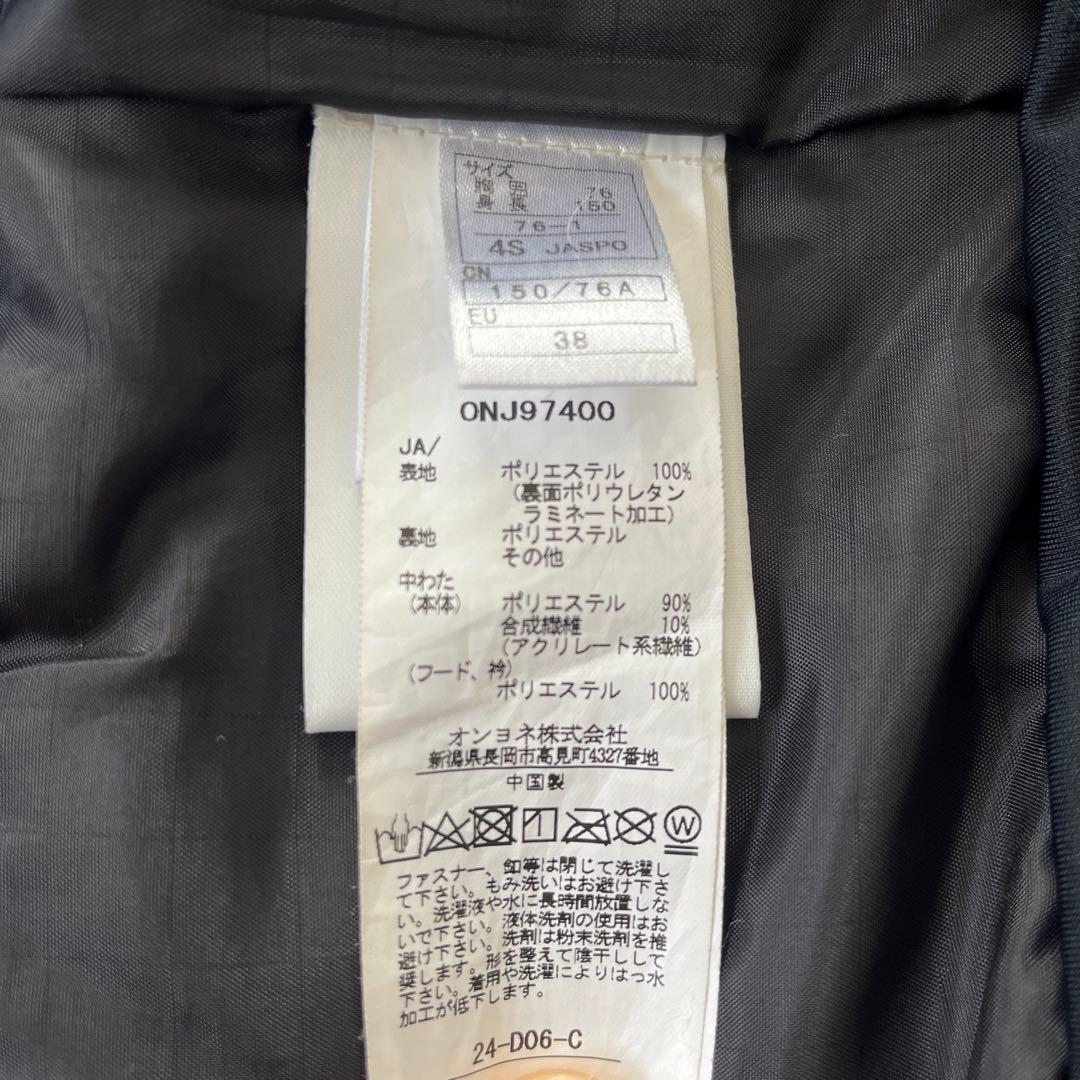 サイズ
胸囲 76
身長 150
76-1
4S JASPO
CN
150/76A
EU
38
ONJ97400
JA/
表地 ポリエステル 100%
(裏面ポリウレタン
ラミネート加工)
裏地 ポリエステル
その他
中わた
(本体) ポリエステル 90%
合成繊維 10%
(アクリレート系繊維)
(フード、衿)
ポリエステル 100%
オンヨネ株式会社
新潟県長岡市高見町4327番地
中国製
W
ファスナー、釦等は閉じて洗濯し
て下さい。もみ洗いはお避け下さ
い。洗濯液や水に長時間放置しな
いで下さい。液体洗剤の使用はお
避け下さい。洗剤は粉末洗剤を推
奨します。形を整えて陰干しして
下さい。着用や洗濯によりはっ水
加工が低下します。
24-D06-C